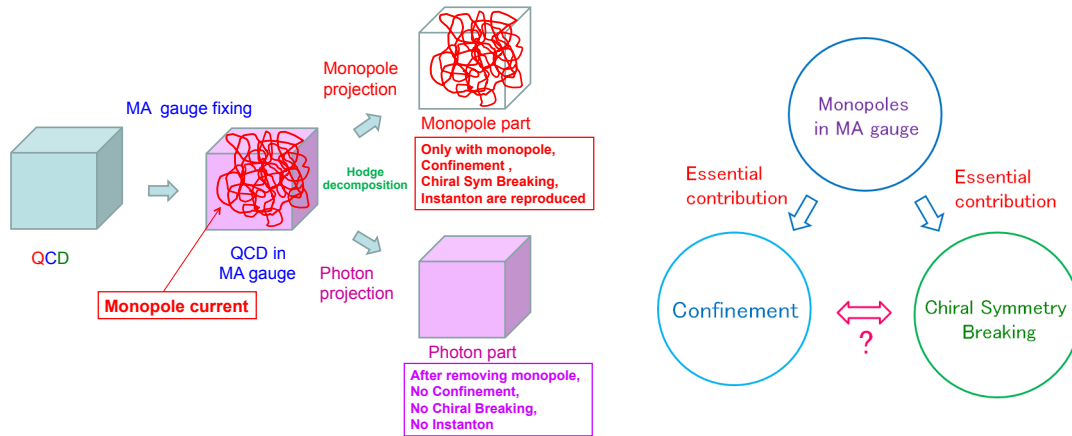 MA gauge fixing
QCD
Monopole current
QCD in
MA gauge
Monopole
projection
Hodge
decomposition
Photon
projection
Monopole part
Only with monopole,
Confinement ,
Chiral Sym Breaking,
Instanton are reproduced
Photon part
After removing monopole,
No Confinement,
No Chiral Breaking,
No Instanton
Monopoles
in MA gauge
Essential
contribution
Essential
contribution
Confinement
?
Chiral Symmetry
Breaking